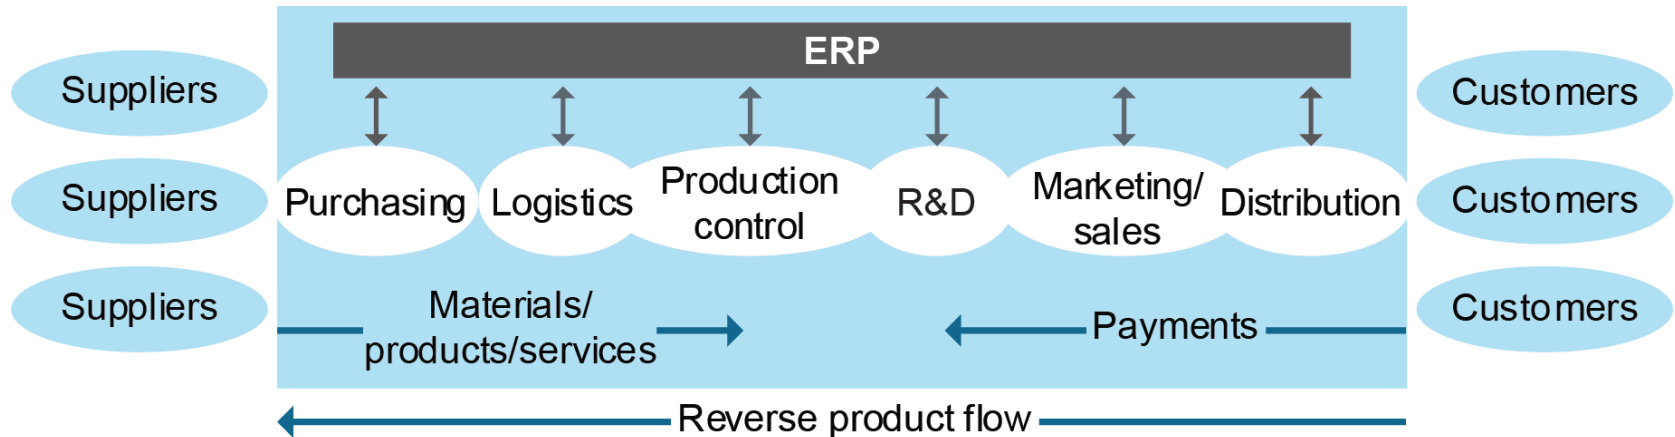 ERP
Suppliers
Customers
Suppliers
Purchasing
Logistics
Production
control
R&D
Marketing/
sales
Distribution
Customers
Suppliers
Materials/
products/services
Payments
Customers
Reverse product flow